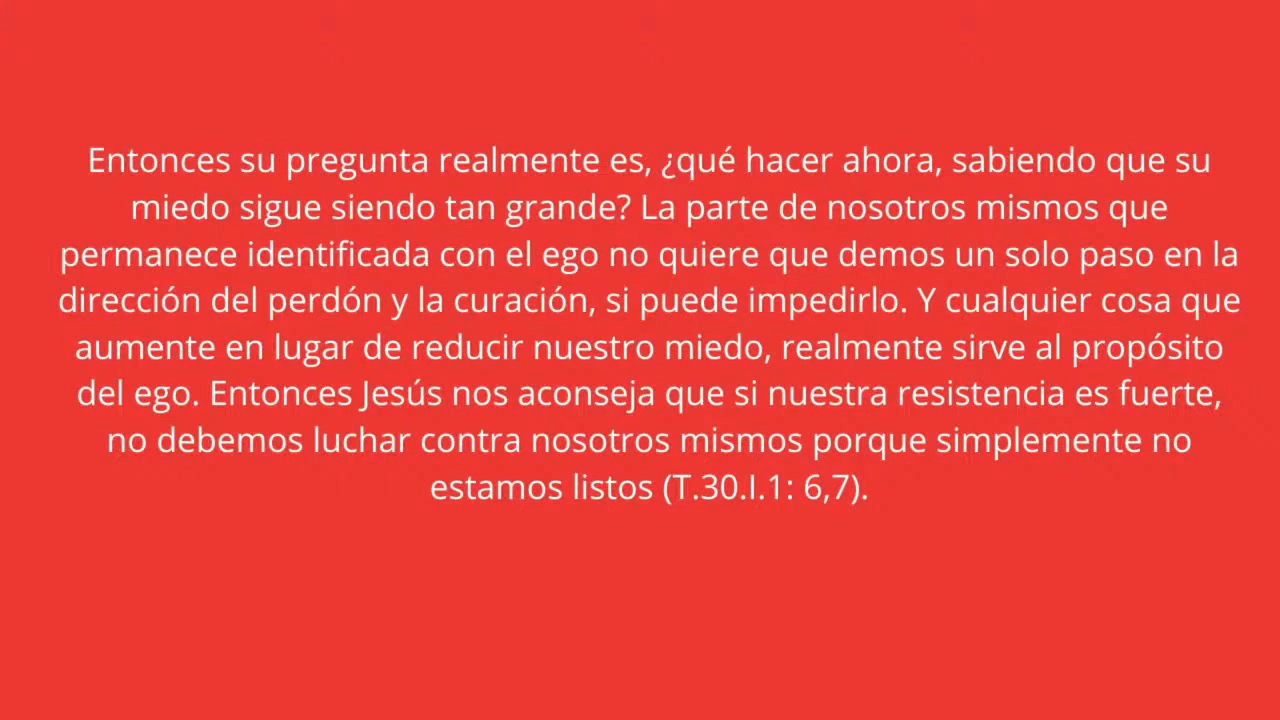 Entonces su pregunta realmente es, ¿qué hacer ahora, sabiendo que su
miedo sigue siendo tan grande? La parte de nosotros mismos que
permanece identificada con el ego no quiere que demos un solo paso en la
dirección del perdón y la curación, si puede impedirlo. Y cualquier cosa que
aumente en lugar de reducir nuestro miedo, realmente sirve al propósito
del ego. Entonces Jesús nos aconseja que si nuestra resistencia es fuerte,
no debemos luchar contra nosotros mismos porque simplemente no
estamos listos (T.30.I.1: 6,7).